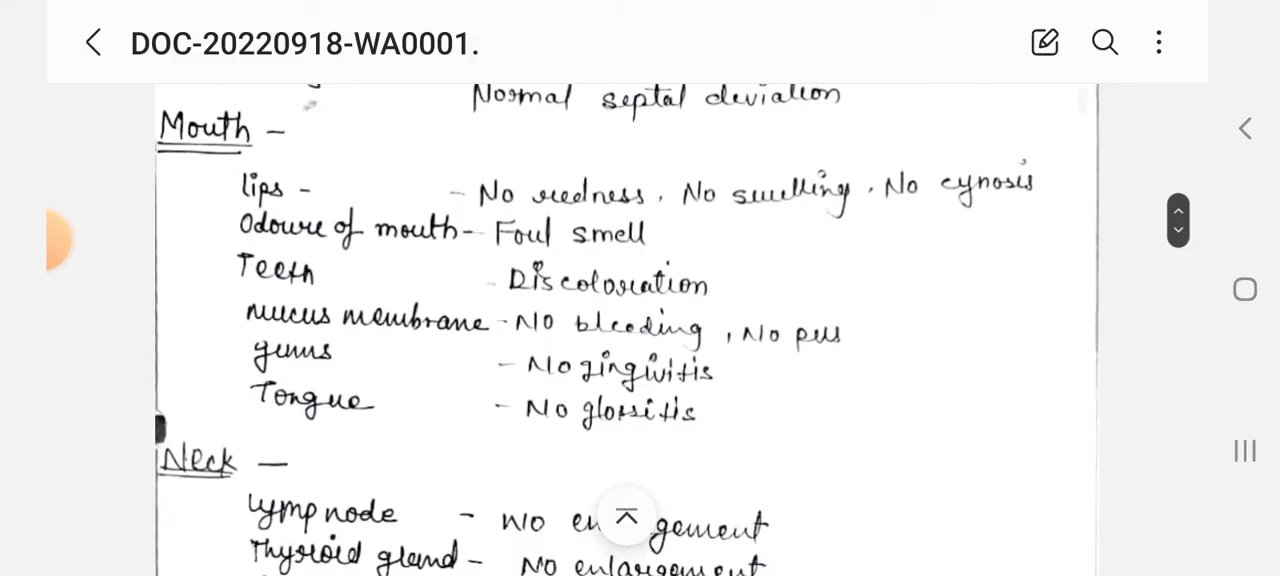 DOC-20220918-WA0001.
Normal septal deviation
Mouth -
lips - - No redness, No swelling, No cynosis
Odoure of mouth - Foul smell
Teeth - Discoloration
mucus membrane - No bleeding, No pus
gums - No gingivitis
Tongue - No glossitis
Neck -
Lymp node - No en gement
Thyroid gland - No enlargement